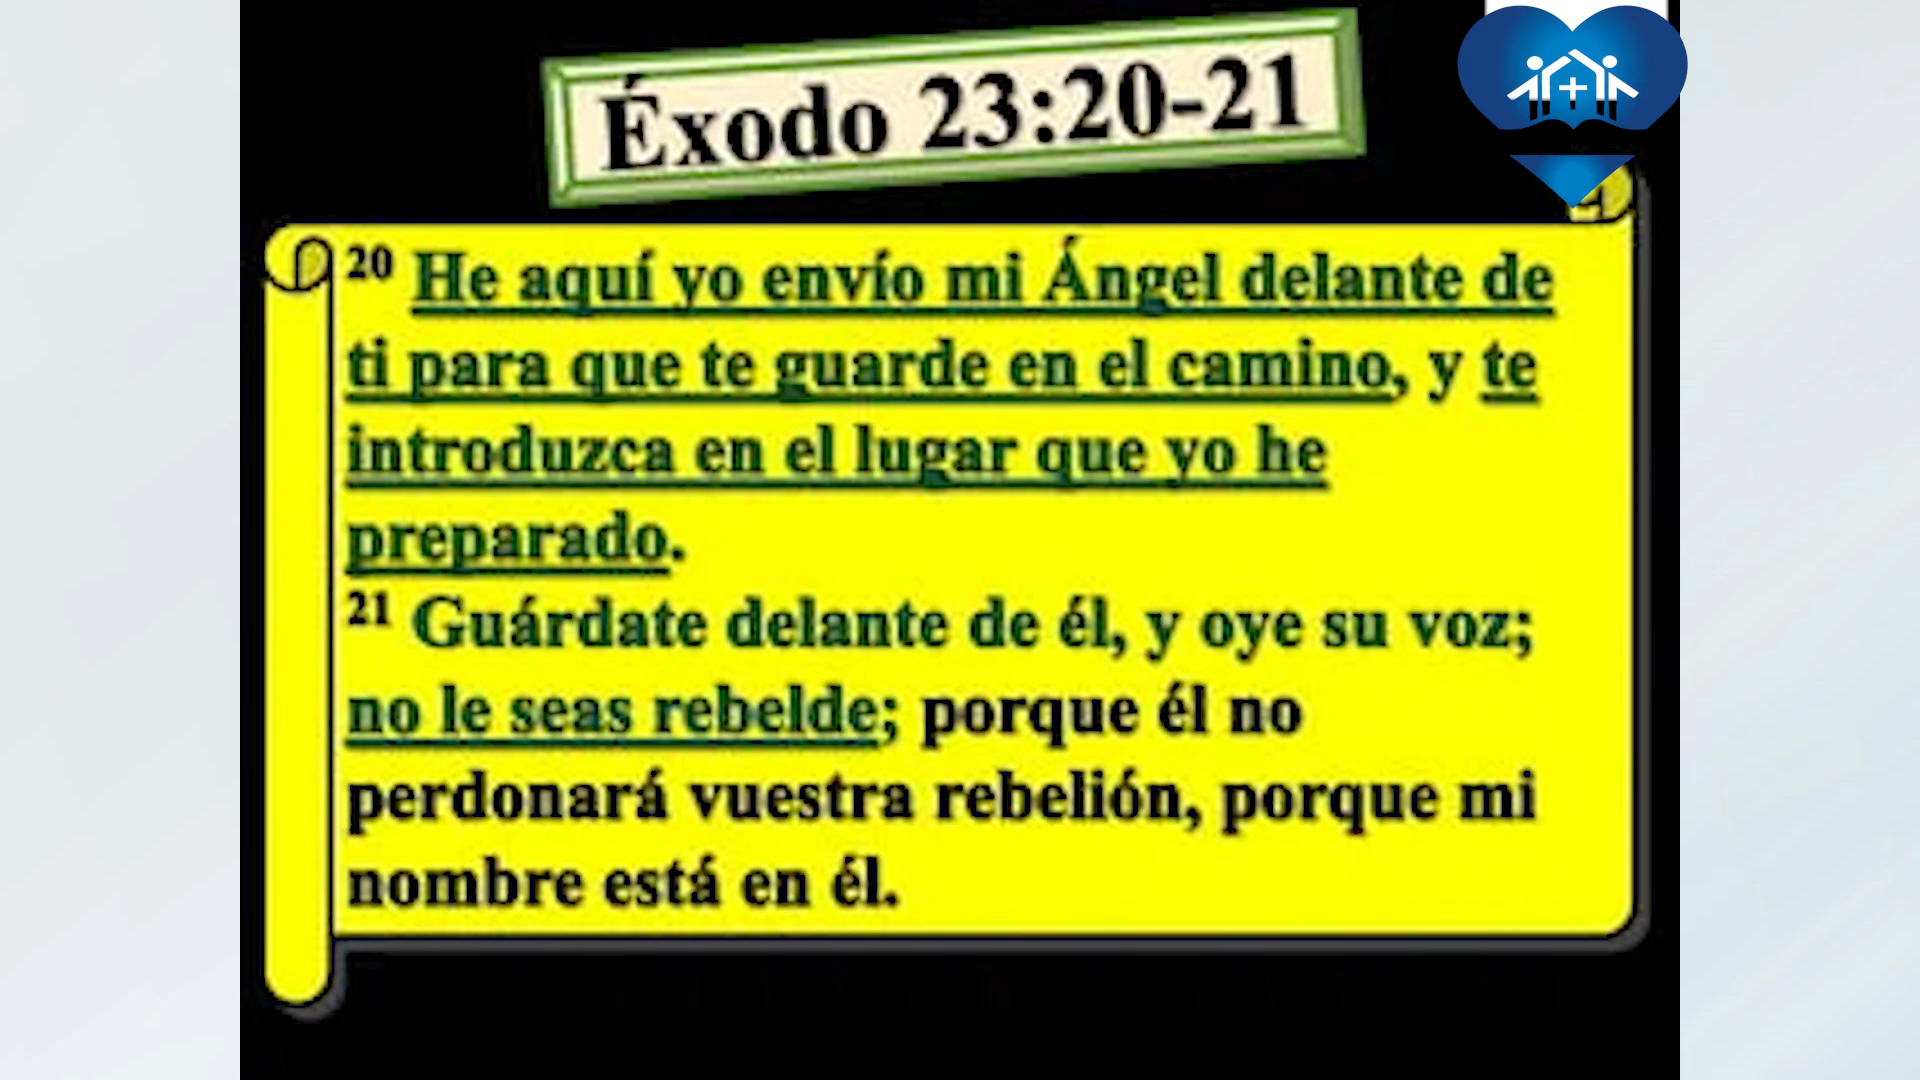 Éxodo 23:20-21
20 He aquí yo envío mi Ángel delante de
ti para que te guarde en el camino, y te
introduzca en el lugar que yo he
preparado.
21 Guárdate delante de él, y oye su voz;
no le seas rebelde; porque él no
perdonará vuestra rebelión, porque mi
nombre está en él.